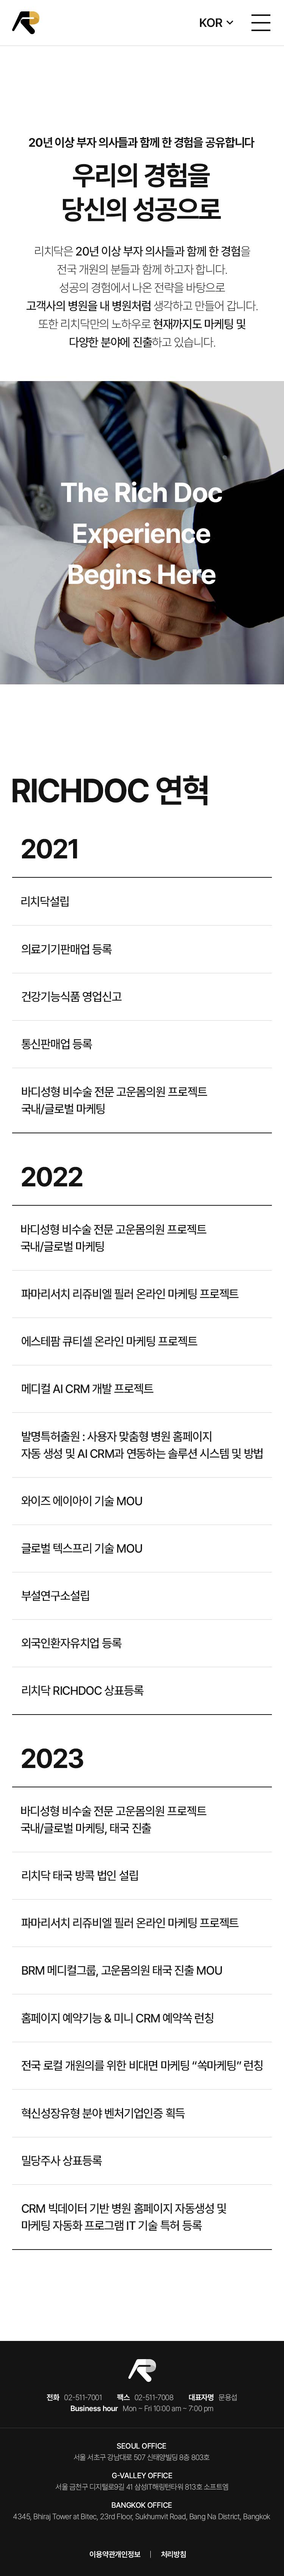 KOR
20년 이상 부자 의사들과 함께 한 경험을 공유합니다
우리의 경험을
당신의 성공으로
리치닥은 20년 이상 부자 의사들과 함께 한 경험을
전국 개원의 분들과 함께 하고자 합니다.
성공의 경험에서 나온 전략을 바탕으로
고객사의 병원을 내 병원처럼 생각하고 만들어 갑니다.
또한 리치닥만의 노하우로 현재까지도 마케팅 및
다양한 분야에 진출하고 있습니다.
The Rich Doc
Experience
Begins Here
RICHDOC 연혁
2021
리치닥설립
의료기기판매업 등록
건강기능식품 영업신고
통신판매업 등록
바디성형 비수술 전문 고운몸의원 프로젝트
국내/글로벌 마케팅
2022
바디성형 비수술 전문 고운몸의원 프로젝트
국내/글로벌 마케팅
파마리서치 리쥬비엘 필러 온라인 마케팅 프로젝트
에스테팜 큐티셀 온라인 마케팅 프로젝트
메디컬 AI CRM 개발 프로젝트
발명특허출원 : 사용자 맞춤형 병원 홈페이지
자동 생성 및 AI CRM과 연동하는 솔루션 시스템 및 방법
와이즈 에이아이 기술 MOU
글로벌 텍스프리 기술 MOU
부설연구소설립
외국인환자유치업 등록
리치닥 RICHDOC 상표등록
2023
바디성형 비수술 전문 고운몸의원 프로젝트
국내/글로벌 마케팅, 태국 진출
리치닥 태국 방콕 법인 설립
파마리서치 리쥬비엘 필러 온라인 마케팅 프로젝트
BRM 메디컬그룹, 고운몸의원 태국 진출 MOU
홈페이지 예약기능 & 미니 CRM 예약쏙 런칭
전국 로컬 개원의를 위한 비대면 마케팅 “쏙마케팅” 런칭
혁신성장유형 분야 벤처기업인증 획득
밀당주사 상표등록
CRM 빅데이터 기반 병원 홈페이지 자동생성 및
마케팅 자동화 프로그램 IT 기술 특허 등록
전화 02-511-7001 팩스 02-511-7008 대표자명 문용섭
Business hour Mon – Fri 10:00 am – 7:00 pm
SEOUL OFFICE
서울 서초구 강남대로 507 신태양빌딩 8층 803호
G-VALLEY OFFICE
서울 금천구 디지털로9길 41 삼성IT해링턴타워 813호 소프트엠
BANGKOK OFFICE
4345, Bhiraj Tower at Bitec, 23rd Floor, Sukhumvit Road, Bang Na District, Bangkok
이용약관개인정보 | 처리방침